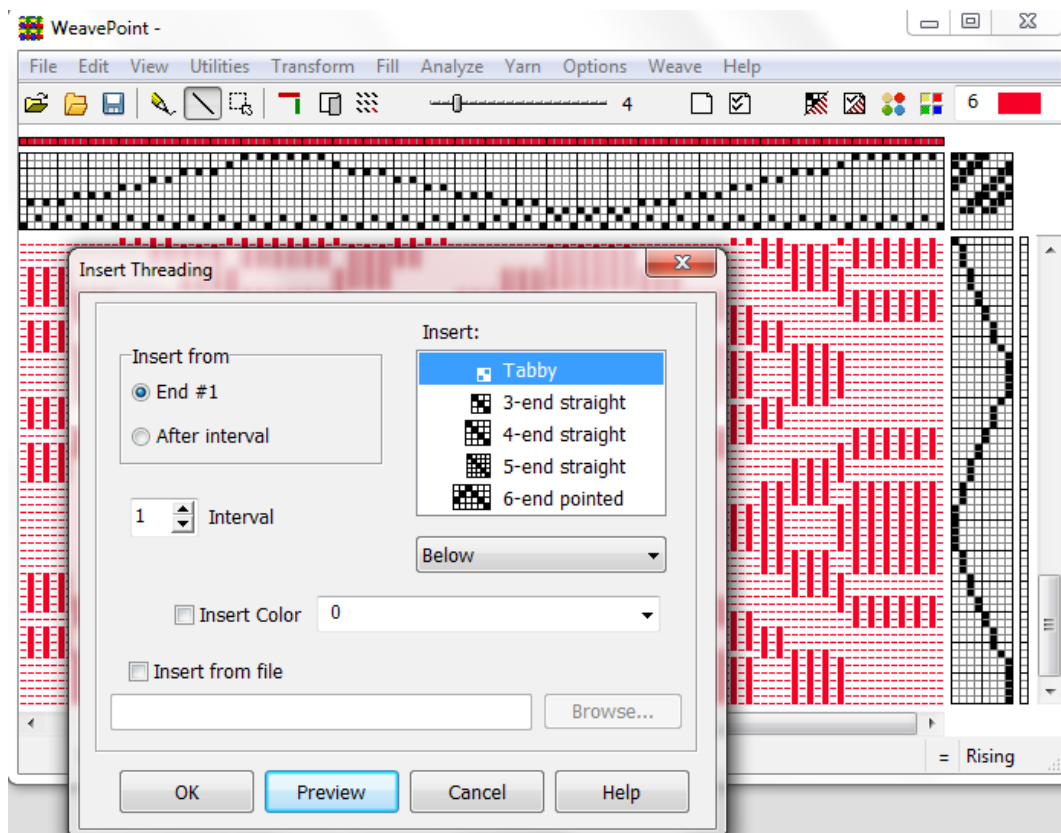 WeavePoint -
File Edit View Utilities Transform Fill Analyze Yarn Options Weave Help
4
6
Insert Threading
Insert from
End #1
After interval
Insert:
Tabby
3-end straight
4-end straight
5-end straight
6-end pointed
1 Interval
Below
Insert Color 0
Insert from file
Browse...
OK Preview Cancel Help
= Rising